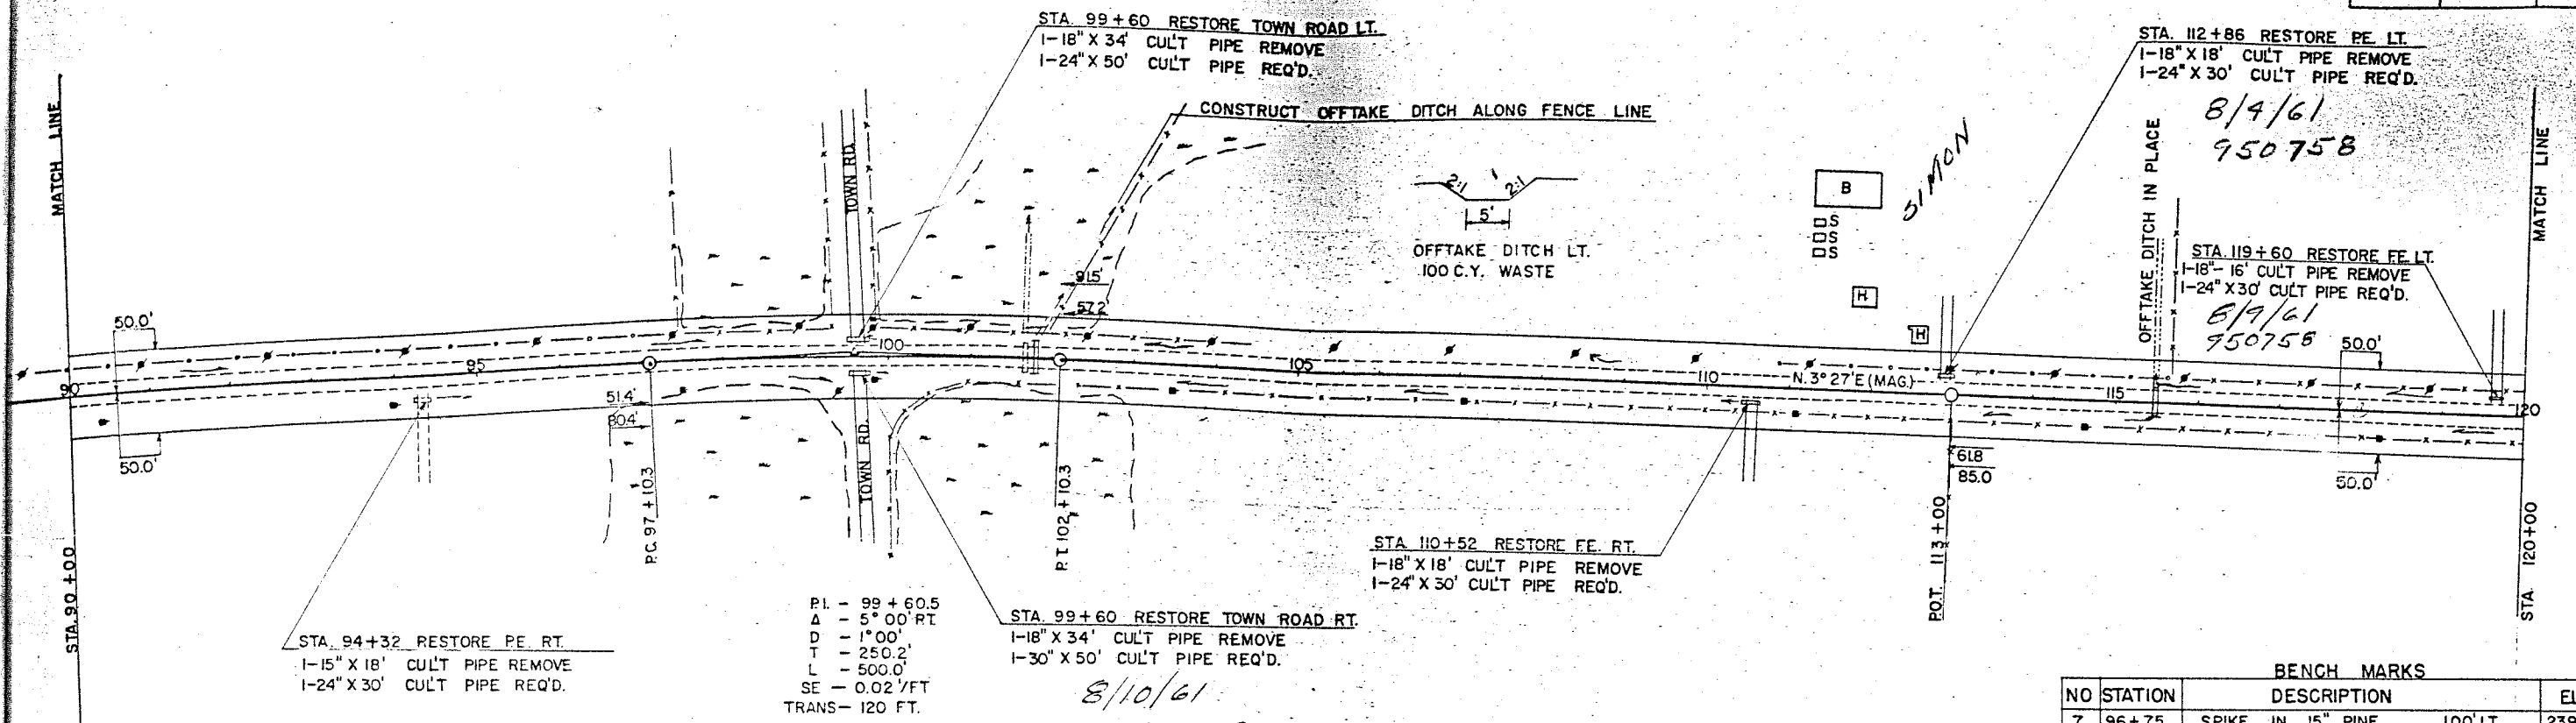 STA. 99+60 RESTORE TOWN ROAD LT.
1-18" X 34' CUL'T PIPE REMOVE
1-24" X 50' CUL'T PIPE REQ'D.
CONSTRUCT OFFTAKE DITCH ALONG FENCE LINE
STA. 112+86 RESTORE P.E. LT.
1-18" X 18' CUL'T PIPE REMOVE
1-24" X 30' CUL'T PIPE REQ'D.
8/4/61
950758
MATCH LINE
TOWN RD.
2:1
2:1
5'
OFFTAKE DITCH LT.
100 C.Y. WASTE
B
S
S
S
SIMON
H
H
OFFTAKE DITCH IN PLACE
MATCH LINE
STA. 119+60 RESTORE F.E. LT.
1-18"- 16' CUL'T PIPE REMOVE
1-24" X 30' CUL'T PIPE REQ'D.
8/9/61
950758
50.0'
91.5'
57.2
50.0'
90
95
100
105
110
N. 3° 27' E (MAG.)
115
120
51.4'
80.4'
50.0'
61.8
85.0
50.0'
STA. 90+00
P.C. 97+10.3
TOWN RD.
P.T. 102+10.3
P.O.T. 113+00
STA. 120+00
STA. 94+32 RESTORE P.E. RT.
1-15" X 18' CUL'T PIPE REMOVE
1-24" X 30' CUL'T PIPE REQ'D.
P.I. - 99+60.5
Δ - 5° 00' RT.
D - 1° 00'
T - 250.2'
L - 500.0'
SE - 0.02'/FT
TRANS- 120 FT.
STA. 99+60 RESTORE TOWN ROAD RT.
1-18" X 34' CUL'T PIPE REMOVE
1-30" X 50' CUL'T PIPE REQ'D.
8/10/61
STA. 110+52 RESTORE F.E. RT.
1-18" X 18' CUL'T PIPE REMOVE
1-24" X 30' CUL'T PIPE REQ'D.
BENCH MARKS
NO STATION DESCRIPTION
7 96+75 SPIKE IN 15" PINE 100' LT.